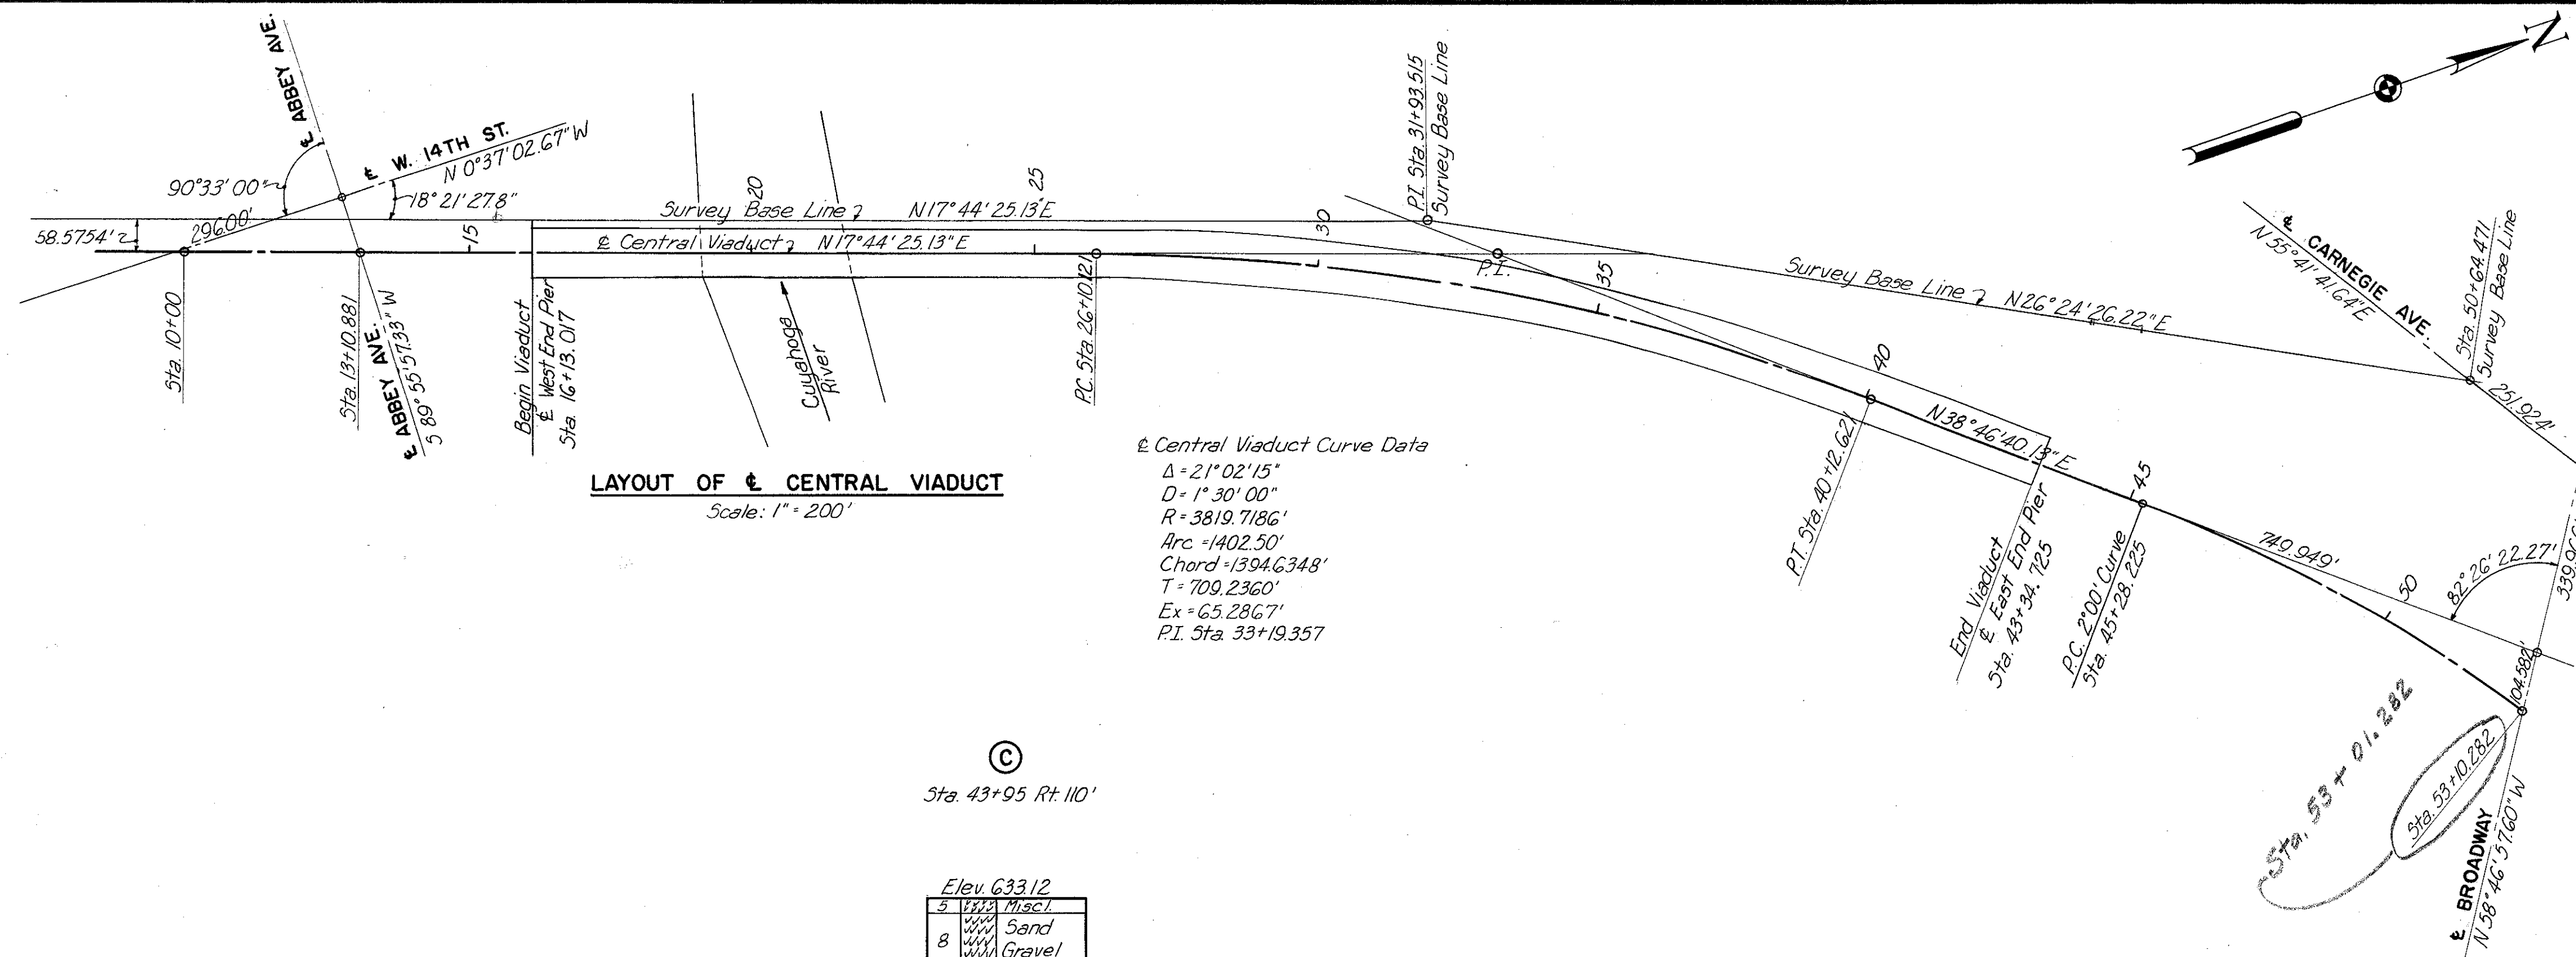 ℄ ABBEY AVE.
℄ W. 14TH ST.
N 0°37'02.67" W
90°33'00"
18°21'27.8"
296.00'
58.5754'
Sta. 10+00
Sta. 13+10.881
℄ ABBEY AVE.
S 89°55'57.33" W
15
Begin Viaduct
℄ West End Pier
Sta. 16+13.017
20
Survey Base Line N17°44'25.13"E
℄ Central Viaduct N17°44'25.13"E
Cuyahoga
River
25
P.C. Sta. 26+10.121
30
P.I. Sta. 31+93.515
Survey Base Line
P.I.
35
Survey Base Line N26°24'26.22"E
40
P.T. Sta. 40+12.621
N38°46'40.13"E
End Viaduct
℄ East End Pier
Sta. 43+34.725
45
P.C. 2°00' Curve
Sta. 45+28.225
℄ CARNEGIE AVE.
N55°41'41.64"E
Sta. 50+64.471
Survey Base Line
251.924'
749.949'
50
82°26'22.27'
104.582'
Sta. 53+10.282
Sta. 53+01.282
℄ BROADWAY
N58°46'57.60"W
N
LAYOUT OF ℄ CENTRAL VIADUCT
Scale: 1" = 200'
℄ Central Viaduct Curve Data
Δ = 21°02'15"
D = 1°30'00"
R = 3819.7186'
Arc = 1402.50'
Chord = 1394.6348'
T = 709.2360'
Ex = 65.2867'
P.I. Sta. 33+19.357
C
Sta. 43+95 Rt. 110'
Elev. 633.12
5 Miscl.
8 Sand
Gravel